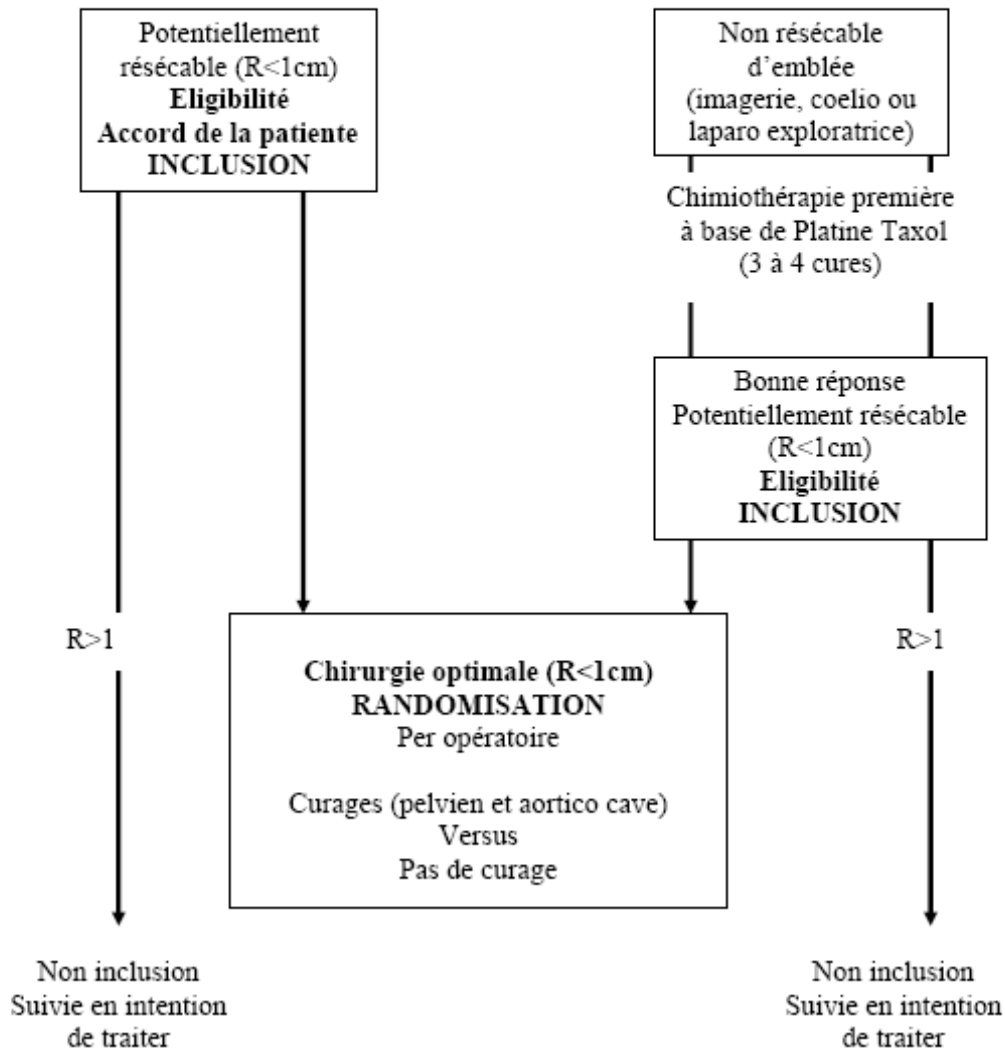 Potentiellement
résécable (R<1cm)
Eligibilité
Accord de la patiente
INCLUSION
Non résécable
d'emblée
(imagerie, coelio ou
laparo exploratrice)
Chimiothérapie première
à base de Platine Taxol
(3 à 4 cures)
Bonne réponse
Potentiellement résécable
(R<1cm)
Eligibilité
INCLUSION
R>1
Chirurgie optimale (R<1cm)
RANDOMISATION
Per opératoire
Curages (pelvien et aortico cave)
Versus
Pas de curage
R>1
Non inclusion
Suivie en intention
de traiter
Non inclusion
Suivie en intention
de traiter